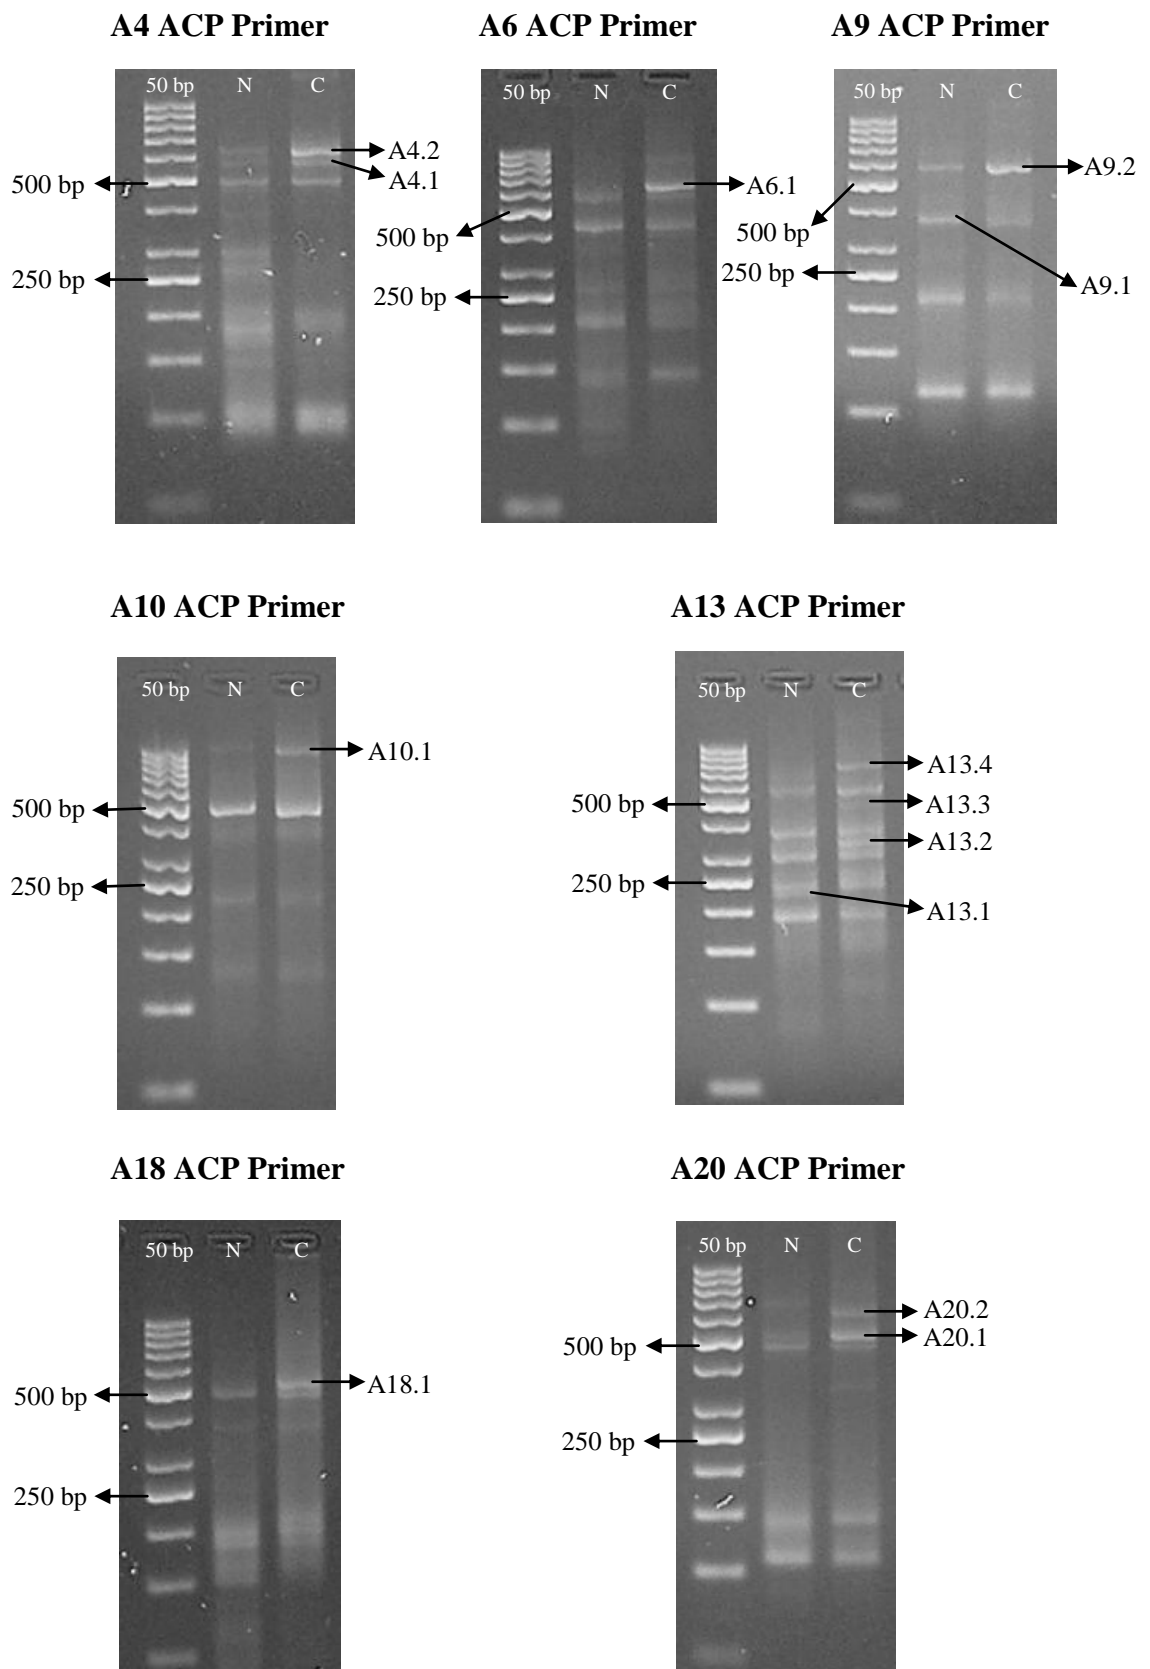 A4 ACP Primer
A6 ACP Primer
A9 ACP Primer
50 bp N C
A4.2
A4.1
500 bp
250 bp
50 bp N C
A6.1
500 bp
250 bp
50 bp N C
A9.2
500 bp
250 bp
A9.1
A10 ACP Primer
A13 ACP Primer
50 bp N C
A10.1
500 bp
250 bp
50 bp N C
A13.4
500 bp
A13.3
A13.2
250 bp
A13.1
A18 ACP Primer
A20 ACP Primer
50 bp N C
500 bp
A18.1
250 bp
50 bp N C
A20.2
A20.1
500 bp
250 bp